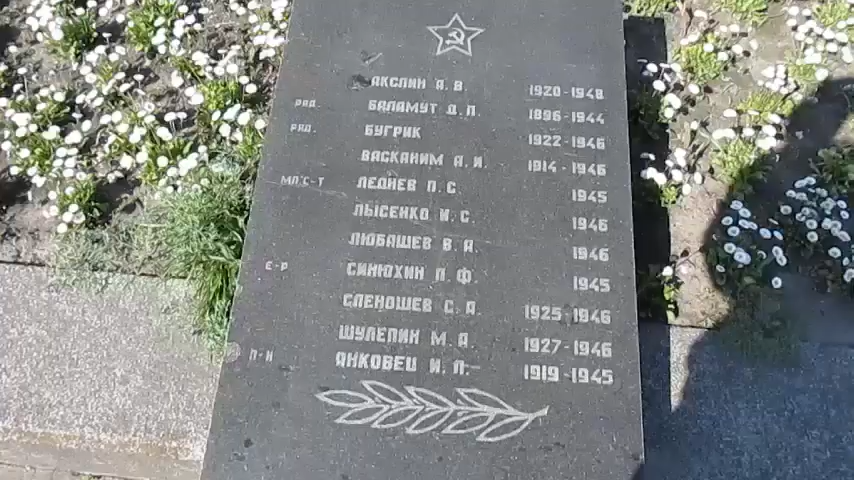 АКСЛИН А. В. 1920-1948
РЯД. БАЛАМУТ Д. П. 1896-1944
РЯД. БУГРИК 1922-1946
ВАСКАНИМ А. И. 1914-1946
МЛ С-Т ЛЕДНЕВ П. С. 1945
ЛЫСЕНКО И. С. 1946
ЛЮБАШЕВ В. А. 1946
Е-Р СИНЮХИН П. Ф. 1945
СЛЕНОШЕВ С. А. 1925-1946
ШУЛЕПИН М. А. 1927-1946
П-К ЯНКОВЕЦ И. Л. 1919-1945